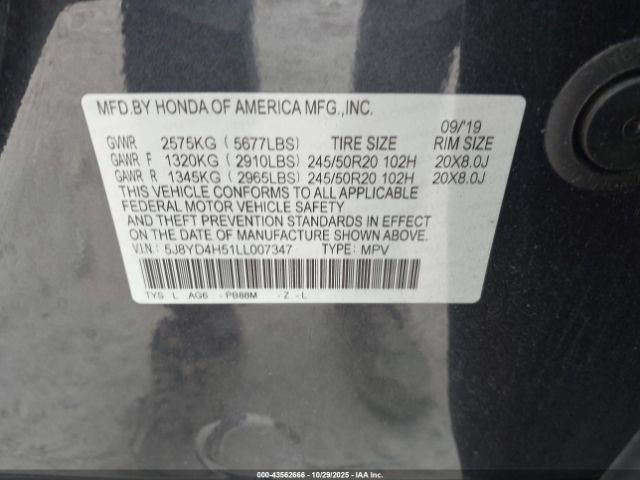 MFD.BY HONDA OF AMERICA MFG.,INC.
09/'19
GVWR 2575KG ( 5677LBS) TIRE SIZE RIM SIZE
GAWR F 1320KG ( 2910LBS) 245/50R20 102H 20X8.0J
GAWR R 1345KG ( 2965LBS) 245/50R20 102H 20X8.0J
THIS VEHICLE CONFORMS TO ALL APPLICABLE
FEDERAL MOTOR VEHICLE SAFETY
AND THEFT PREVENTION STANDARDS IN EFFECT
ON THE DATE OF MANUFACTURE SHOWN ABOVE.
V.I.N: 5J8YD4H51LL007347 TYPE: MPV
TYS L AG6 -PB88M -Z -L
000-43562666 | 10/29/2025 | IAA Inc.